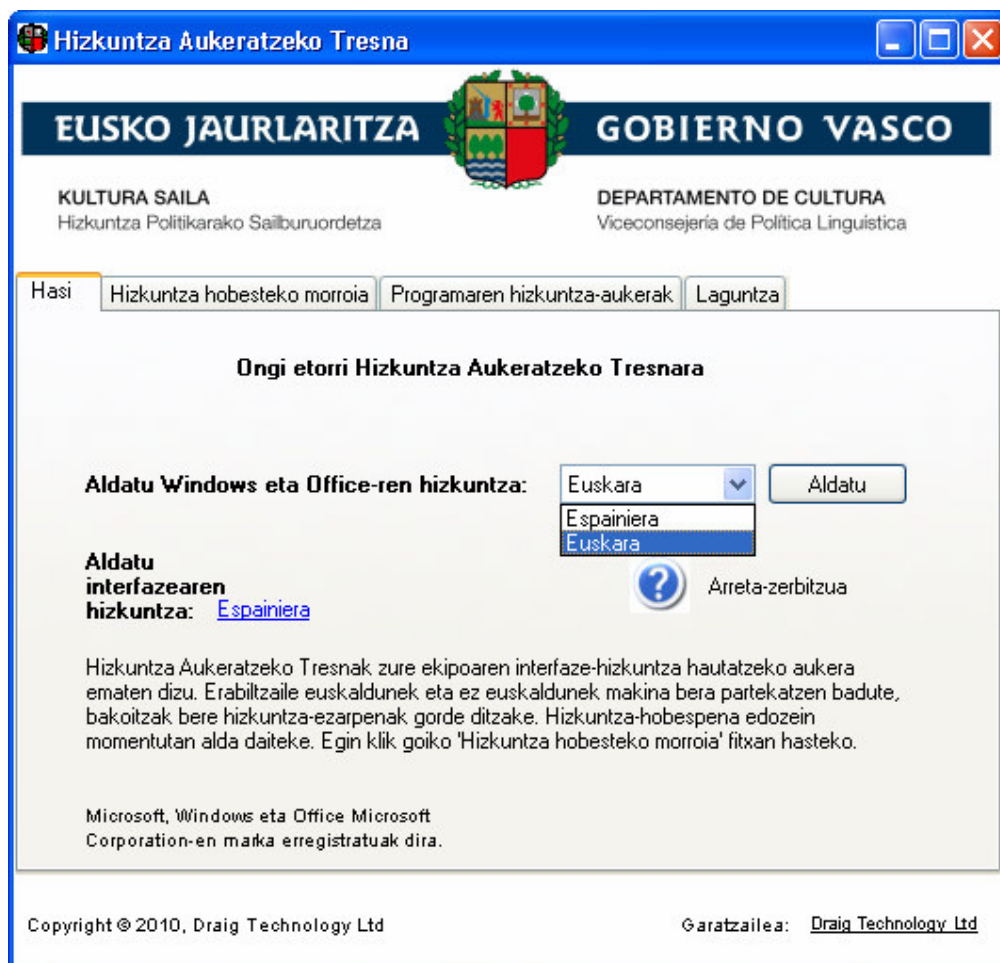 Hizkuntza Aukeratzeko Tresna
EUSKO JAURLARITZA
GOBIERNO VASCO
KULTURA SAILA
Hizkuntza Politikarako Sailburuordetza
DEPARTAMENTO DE CULTURA
Viceconsejería de Política Linguistica
Hasi
Hizkuntza hobesteko morroia
Programaren hizkuntza-aukerak
Laguntza
Ongi etorri Hizkuntza Aukeratzeko Tresnara
Aldatu Windows eta Office-ren hizkuntza:
Euskara
Aldatu
Espainiera
Euskara
Aldatu
interfazearen
hizkuntza: Espainiera
Arreta-zerbitzua
Hizkuntza Aukeratzeko Tresnak zure ekipoaren interfaze-hizkuntza hautatzeko aukera
ematen dizu. Erabiltzaile euskaldunek eta ez euskaldunek makina bera partekatzen badute,
bakoitzak bere hizkuntza-ezarpenak gorde ditzake. Hizkuntza-hobespena edozein
momentutan alda daiteke. Egin klik goiko 'Hizkuntza hobesteko morroia' fitxan hasteko.
Microsoft, Windows eta Office Microsoft
Corporation-en marka erregistratuak dira.
Copyright © 2010, Draig Technology Ltd
Garatzailea: Draig Technology Ltd